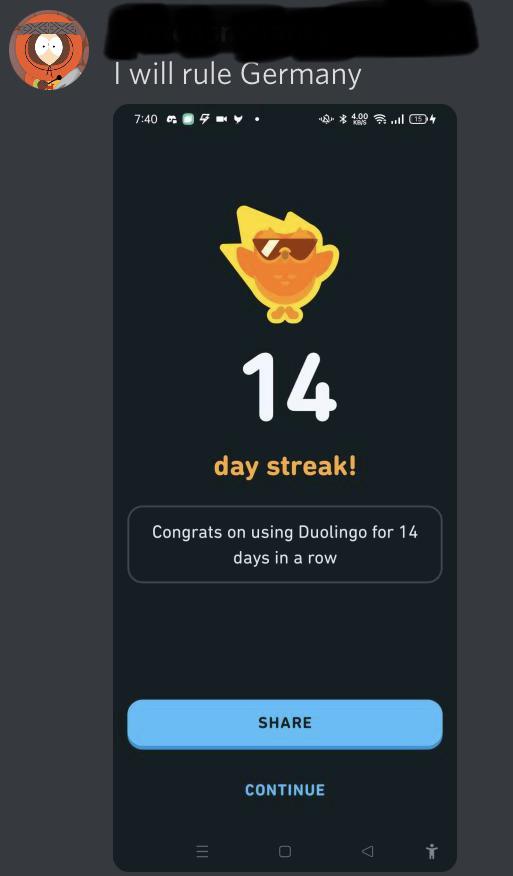 I will rule Germany
7:40
4.00
KB/S
15
14
day streak!
Congrats on using Duolingo for 14
days in a row
SHARE
CONTINUE